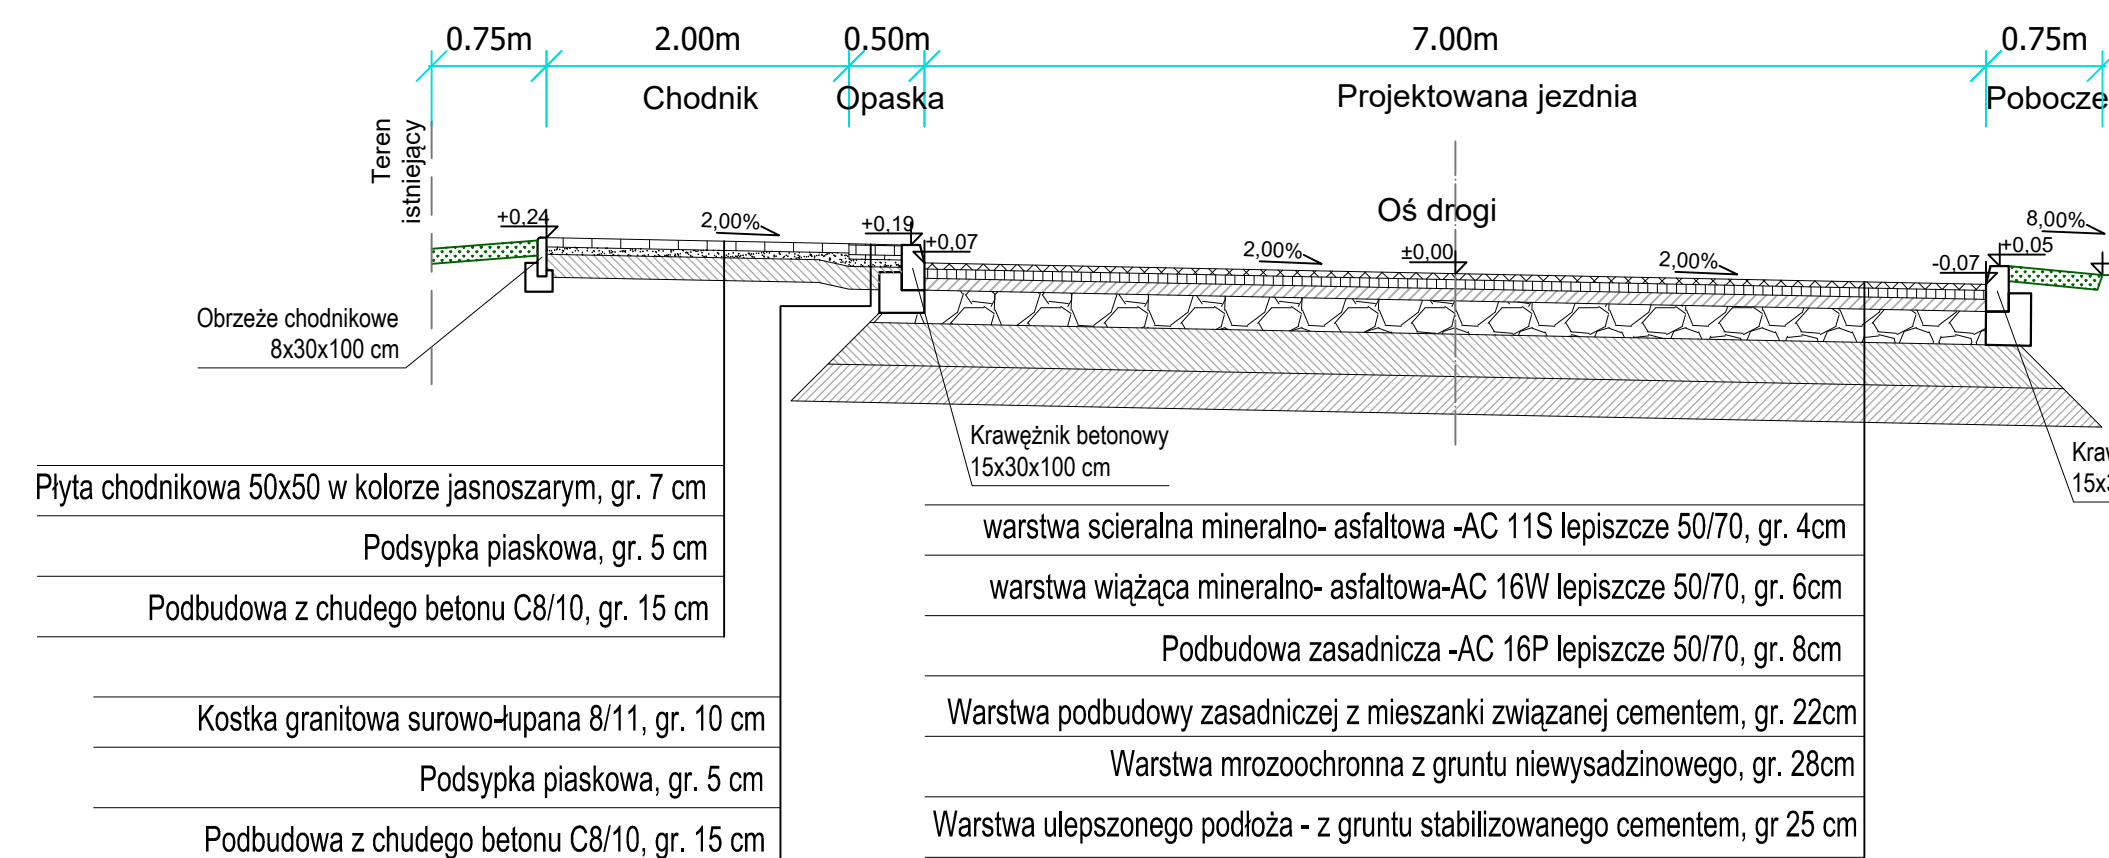 0.75m 2.00m 0.50m 7.00m 0.75m
Chodnik Opaska Projektowana jezdnia Pobocze
Teren
istniejący
Oś drogi
+0,24 2,00% +0,19 +0,07 2,00% ±0,00 2,00% -0,07 +0,05 8,00%
Obrzeże chodnikowe
8x30x100 cm
Krawężnik betonowy
15x30x100 cm
Płyta chodnikowa 50x50 w kolorze jasnoszarym, gr. 7 cm
Podsypka piaskowa, gr. 5 cm
Podbudowa z chudego betonu C8/10, gr. 15 cm
Kostka granitowa surowo-łupana 8/11, gr. 10 cm
Podsypka piaskowa, gr. 5 cm
Podbudowa z chudego betonu C8/10, gr. 15 cm
warstwa scieralna mineralno- asfaltowa -AC 11S lepiszcze 50/70, gr. 4cm
warstwa wiążąca mineralno- asfaltowa-AC 16W lepiszcze 50/70, gr. 6cm
Podbudowa zasadnicza -AC 16P lepiszcze 50/70, gr. 8cm
Warstwa podbudowy zasadniczej z mieszanki związanej cementem, gr. 22cm
Warstwa mrozoochronna z gruntu niewysadzinowego, gr. 28cm
Warstwa ulepszonego podłoża - z gruntu stabilizowanego cementem, gr 25 cm